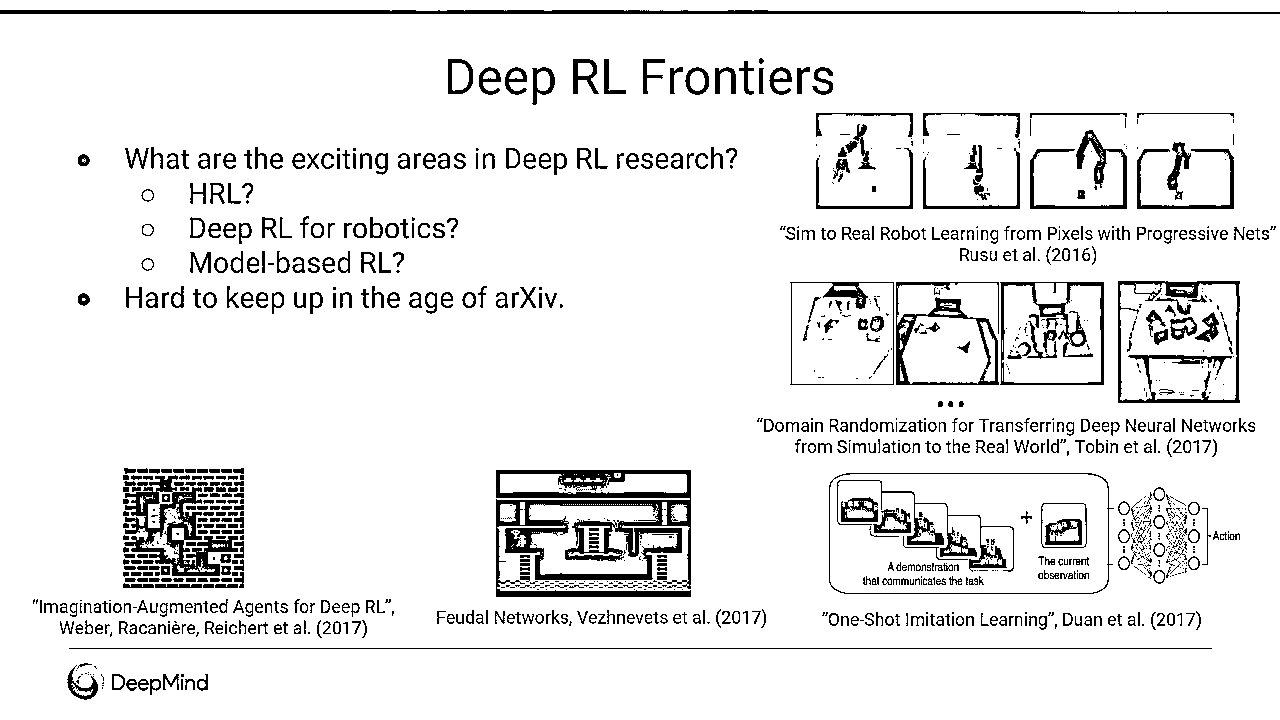 Deep RL Frontiers
What are the exciting areas in Deep RL research?
HRL?
Deep RL for robotics?
Model-based RL?
Hard to keep up in the age of arXiv.
“Sim to Real Robot Learning from Pixels with Progressive Nets”
Rusu et al. (2016)
“Domain Randomization for Transferring Deep Neural Networks
from Simulation to the Real World”, Tobin et al. (2017)
“Imagination-Augmented Agents for Deep RL”,
Weber, Racanière, Reichert et al. (2017)
Feudal Networks, Vezhnevets et al. (2017)
A demonstration
that communicates the task
+
The current
observation
Action
“One-Shot Imitation Learning”, Duan et al. (2017)
DeepMind